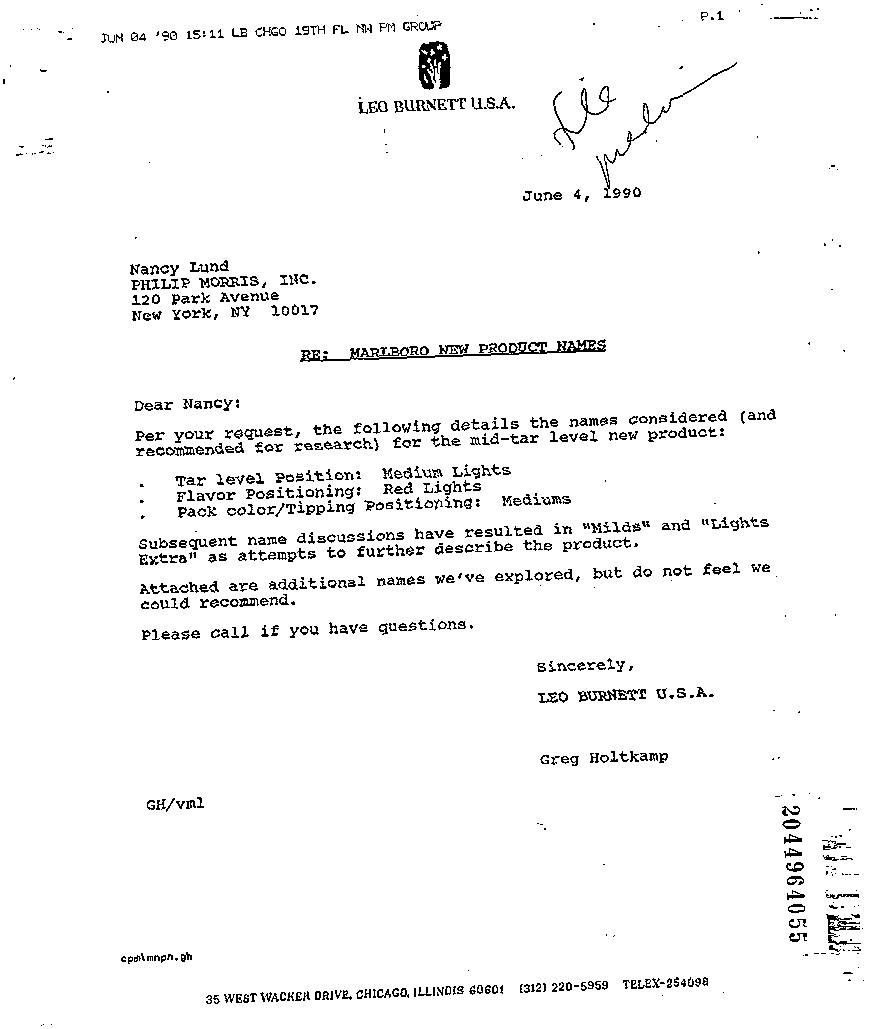 JUN 04 '90 15:11 LB CHGO 19TH FL NW PM GROUP
P.1
LEO BURNETT U.S.A.
File
June 4, 1990
Nancy Lund
PHILIP MORRIS, INC.
120 Park Avenue
New York, NY 10017
RE: MARLBORO NEW PRODUCT NAMES
Dear Nancy:
Per your request, the following details the names considered (and
recommended for research) for the mid-tar level new product:
. Tar level Position: Medium Lights
. Flavor Positioning: Red Lights
. Pack color/Tipping Positioning: Mediums
Subsequent name discussions have resulted in "Milds" and "Lights
Extra" as attempts to further describe the product.
Attached are additional names we've explored, but do not feel we
could recommend.
Please call if you have questions.
Sincerely,
LEO BURNETT U.S.A.
Greg Holtkamp
GH/vml
2044961055
cpm\mnpn.gh
35 WEST WACKER DRIVE, CHICAGO, ILLINOIS 60601 (312) 220-5959 TELEX-254098